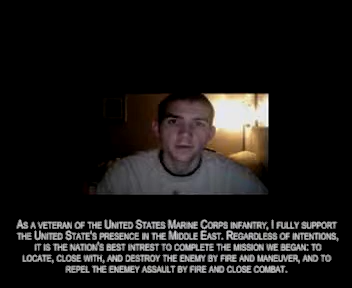 As a veteran of the United States Marine Corps infantry, I fully support
the United State's presence in the Middle East. Regardless of intentions,
it is the nation's best intrest to complete the mission we began: to
locate, close with, and destroy the enemy by fire and maneuver, and to
repel the enemey assault by fire and close combat.